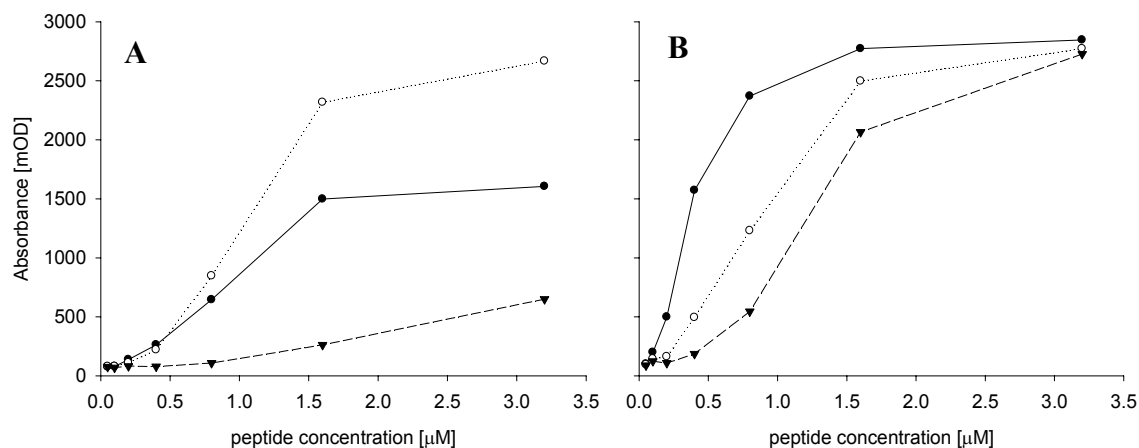 A
B
Absorbance [mOD]
3000
2500
2000
1500
1000
500
0
0.0 0.5 1.0 1.5 2.0 2.5 3.0 3.5
0.0 0.5 1.0 1.5 2.0 2.5 3.0 3.5
peptide concentration [μM]
peptide concentration [μM]